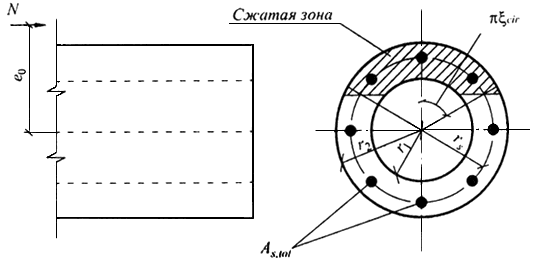 N
Сжатая зона
πξcir
e₀
r₂
r₁
rₛ
Aₛ,tot